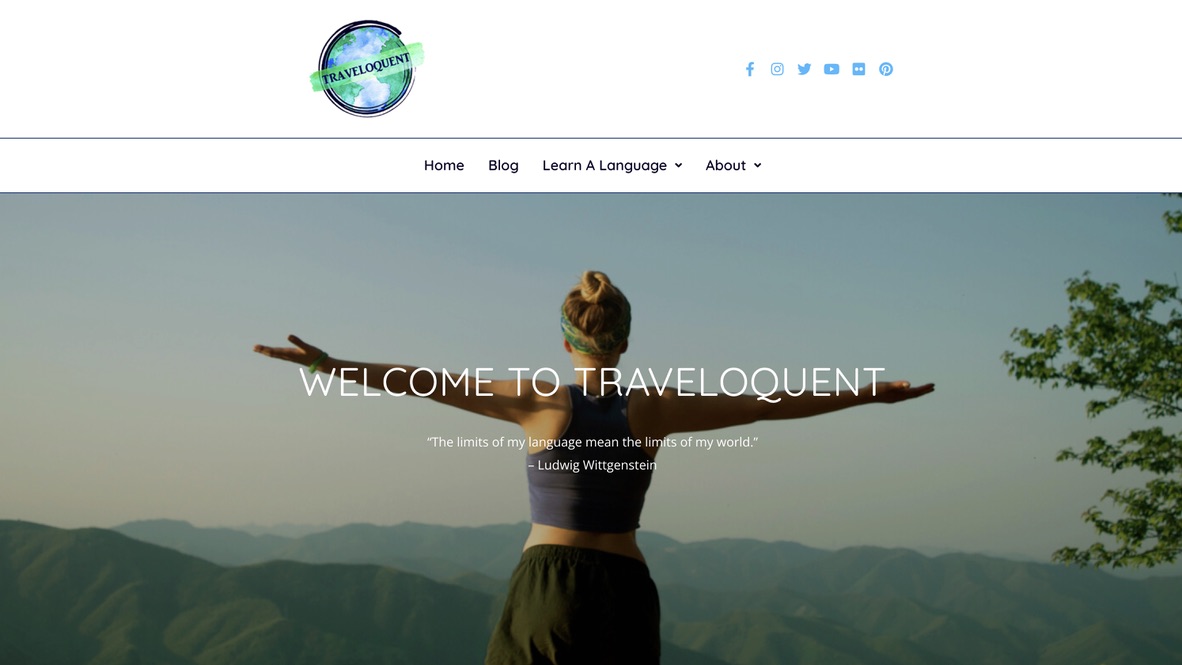 TRAVELOQUENT
Home Blog Learn A Language About
WELCOME TO TRAVELOQUENT
“The limits of my language mean the limits of my world.”
– Ludwig Wittgenstein